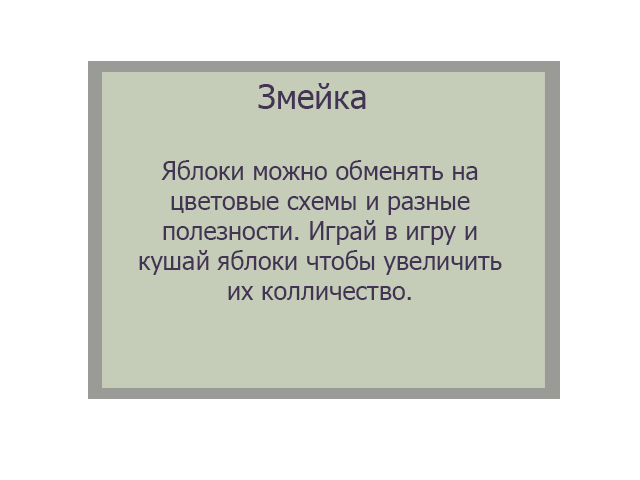 Змейка
Яблоки можно обменять на
цветовые схемы и разные
полезности. Играй в игру и
кушай яблоки чтобы увеличить
их колличество.